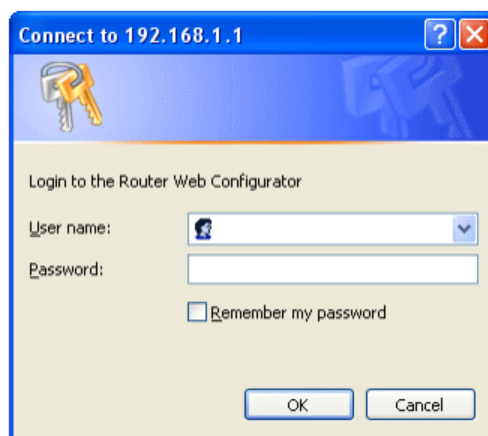 Connect to 192.168.1.1
Login to the Router Web Configurator
User name:
Password:
Remember my password
OK Cancel